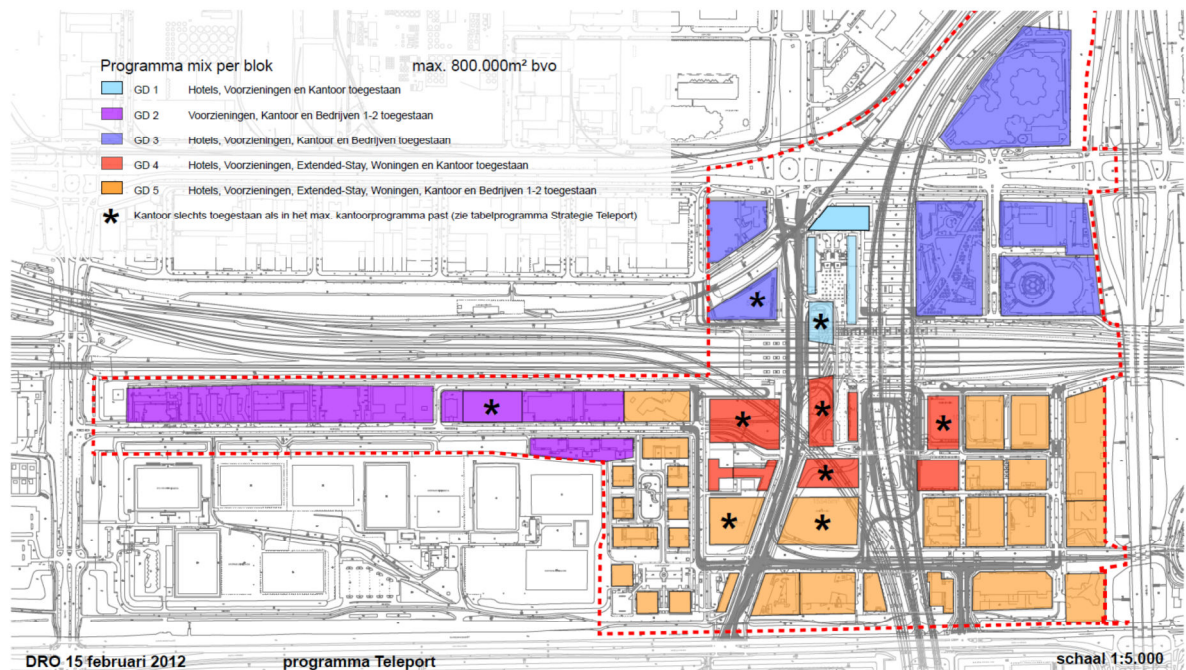 Programma mix per blok max. 800.000m² bvo
GD 1 Hotels, Voorzieningen en Kantoor toegestaan
GD 2 Voorzieningen, Kantoor en Bedrijven 1-2 toegestaan
GD 3 Hotels, Voorzieningen, Kantoor en Bedrijven toegestaan
GD 4 Hotels, Voorzieningen, Extended-Stay, Woningen en Kantoor toegestaan
GD 5 Hotels, Voorzieningen, Extended-Stay, Woningen, Kantoor en Bedrijven 1-2 toegestaan
* Kantoor slechts toegestaan als in het max. kantoorprogramma past (zie tabelprogramma Strategie Teleport)
DRO 15 februari 2012 programma Teleport schaal 1:5.000